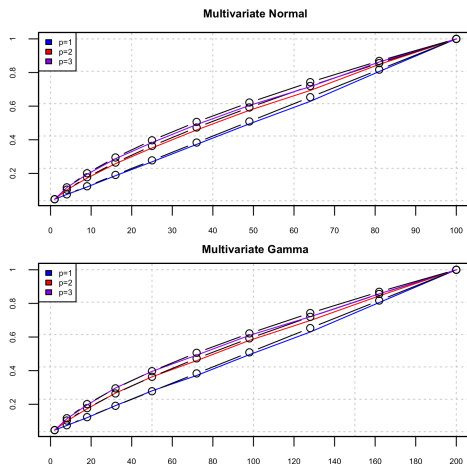 Multivariate Normal
p=1
p=2
p=3
1
0.8
0.6
0.4
0.2
0 10 20 30 40 50 60 70 80 90 100
Multivariate Gamma
p=1
p=2
p=3
1
0.8
0.6
0.4
0.2
0 20 40 60 80 100 120 140 160 180 200